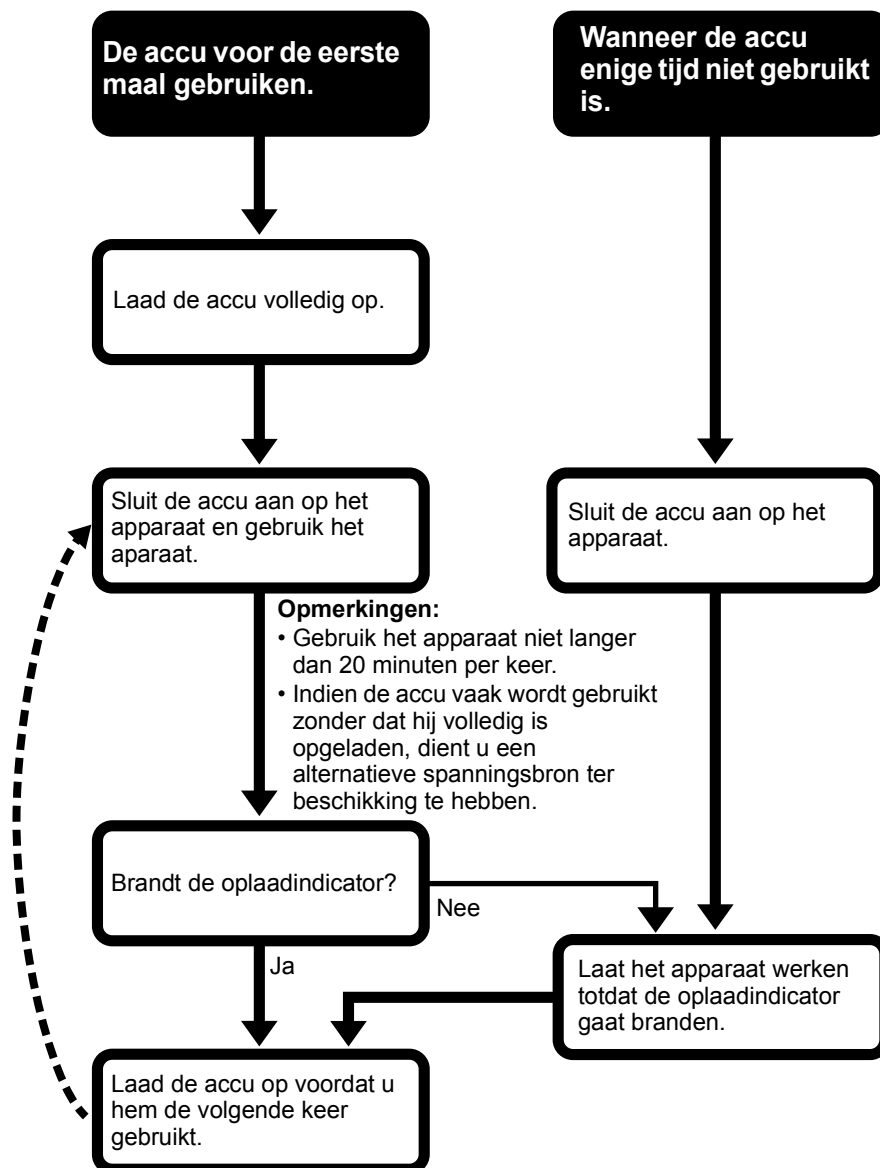 De accu voor de eerste
maal gebruiken.
Wanneer de accu
enige tijd niet gebruikt
is.
Laad de accu volledig op.
Sluit de accu aan op het
apparaat en gebruik het
aparaat.
Sluit de accu aan op het
apparaat.
Opmerkingen:
• Gebruik het apparaat niet langer
dan 20 minuten per keer.
• Indien de accu vaak wordt gebruikt
zonder dat hij volledig is
opgeladen, dient u een
alternatieve spanningsbron ter
beschikking te hebben.
Brandt de oplaadindicator?
Nee
Ja
Laat het apparaat werken
totdat de oplaadindicator
gaat branden.
Laad de accu op voordat u
hem de volgende keer
gebruikt.